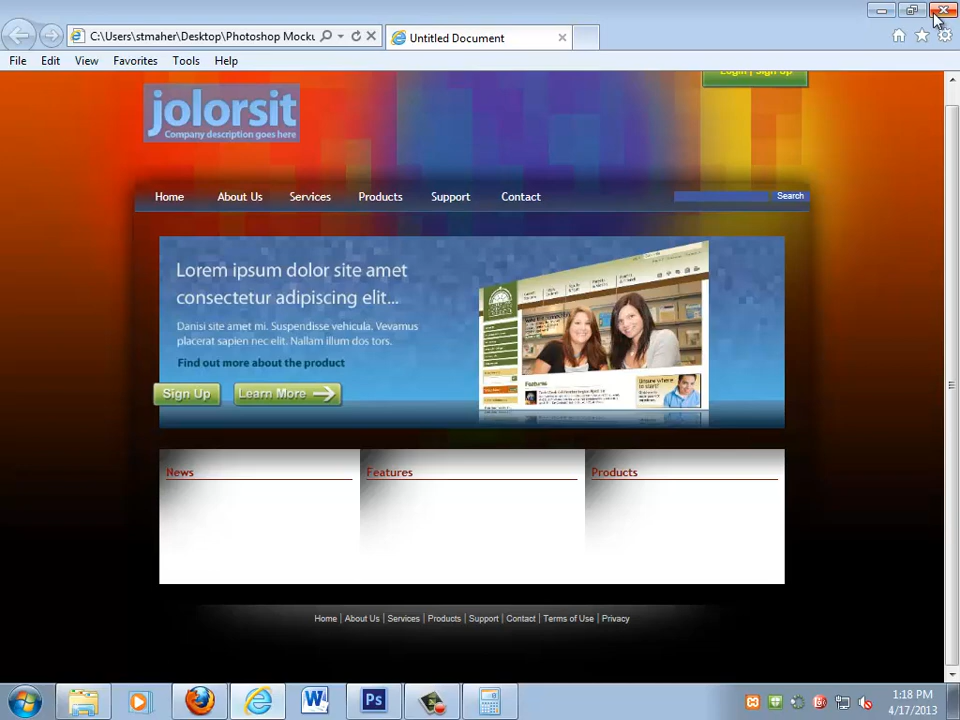 C:\Users\stmaher\Desktop\Photoshop Mocku
Untitled Document
File Edit View Favorites Tools Help
Login | Sign Up
jolorsit
Company description goes here
Home About Us Services Products Support Contact Search
Lorem ipsum dolor site amet
consectetur adipiscing elit...
Danisi site amet mi. Suspendisse vehicula. Vevamus
placerat sapien nec elit. Nallam illum dos tors.
Find out more about the product
Sign Up Learn More
Features
News Features Products
Home | About Us | Services | Products | Support | Contact | Terms of Use | Privacy
Ps
1:18 PM
4/17/2013